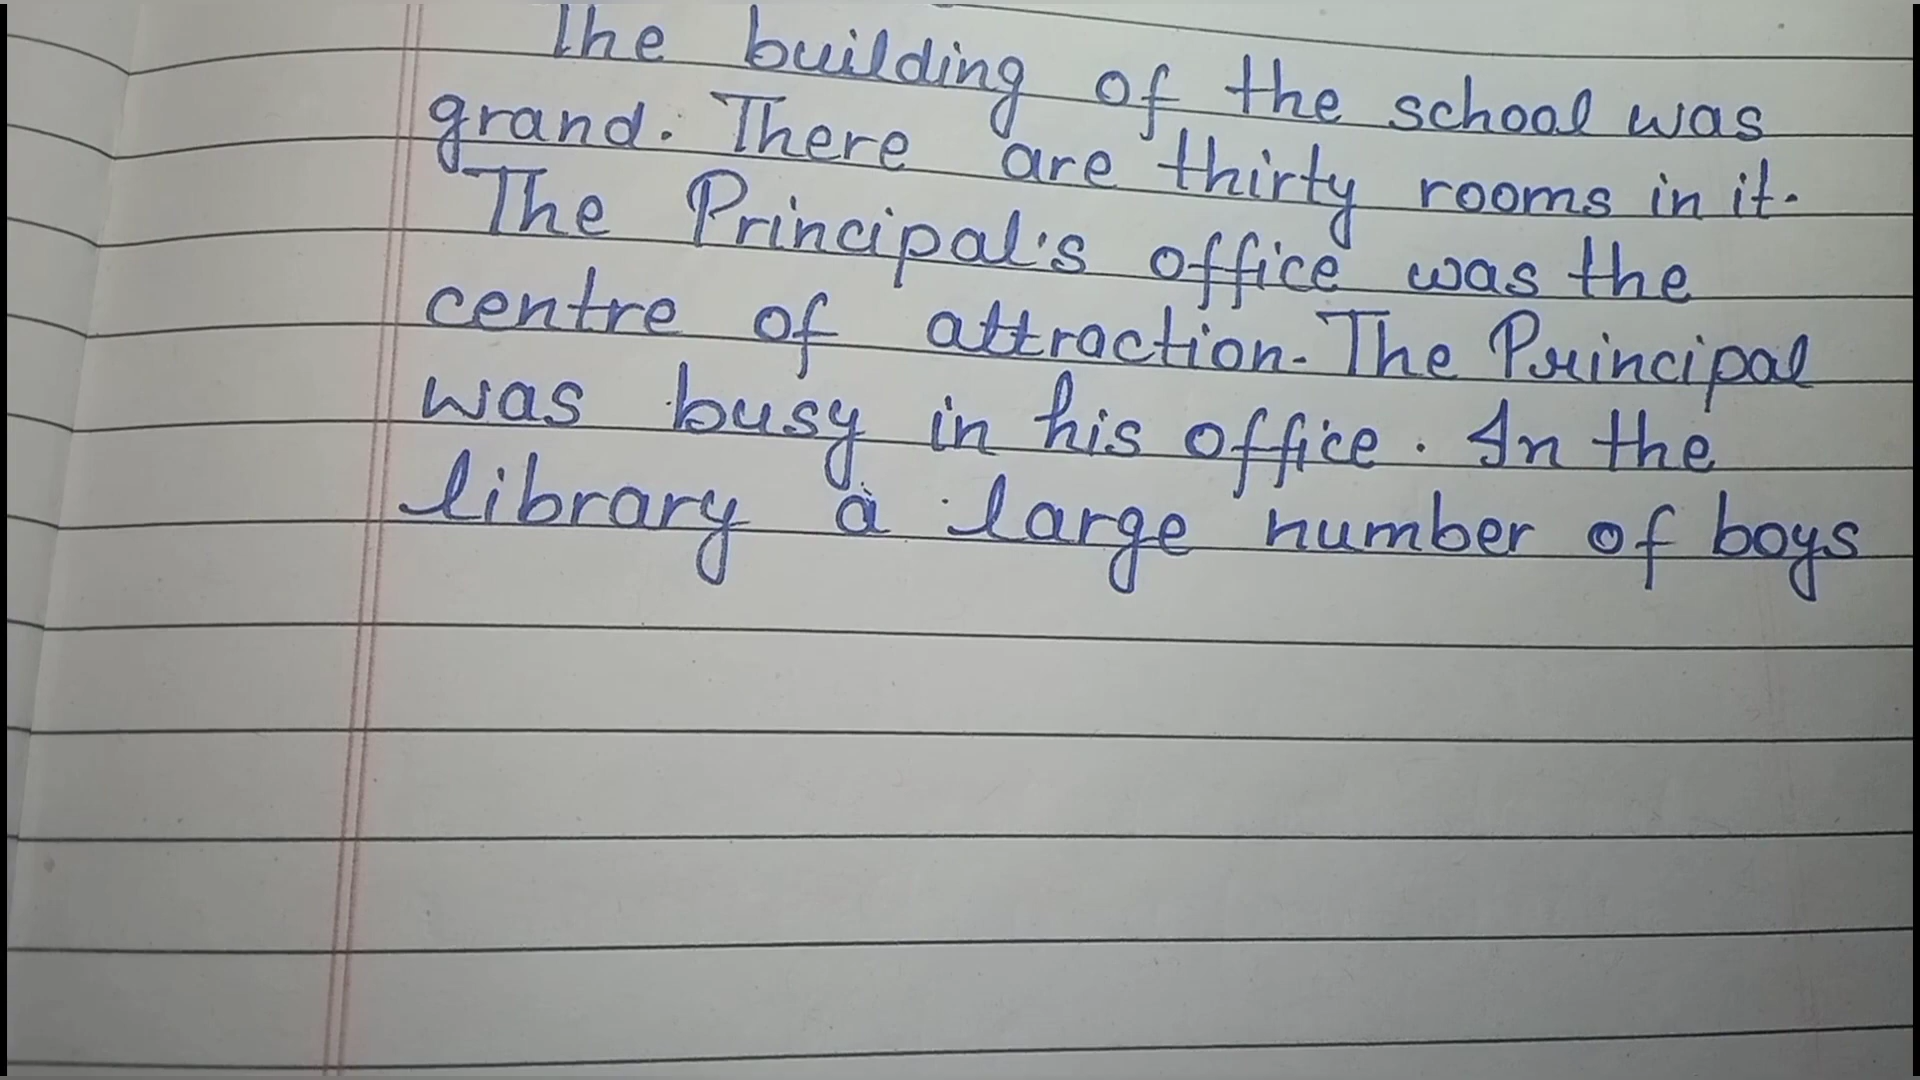 The building of the school was
grand. There are thirty rooms in it.
The Principal's office was the
centre of attraction. The Principal
was busy in his office. In the
library a large number of boys